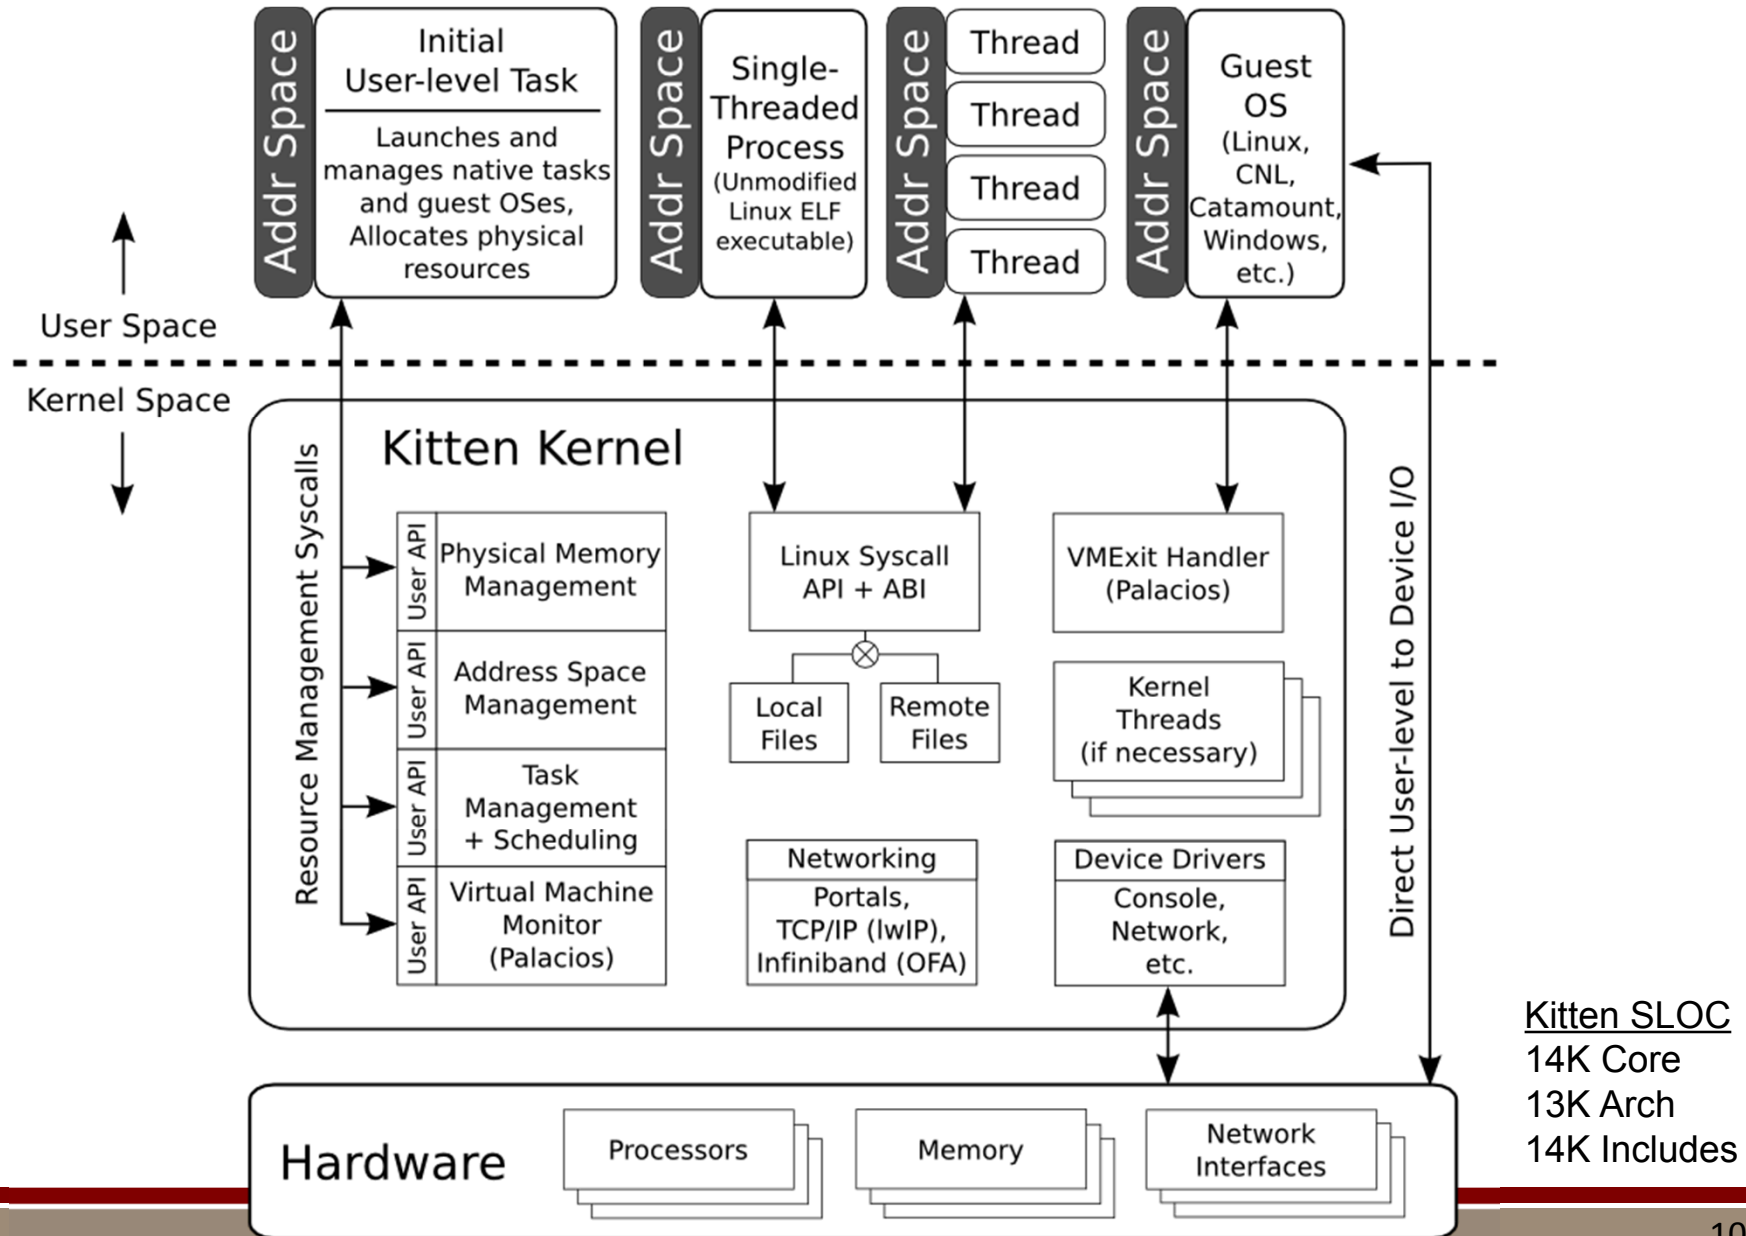 Addr Space
Initial
User-level Task
Launches and
manages native tasks
and guest OSes,
Allocates physical
resources
Addr Space
Single-
Threaded
Process
(Unmodified
Linux ELF
executable)
Addr Space
Thread
Thread
Thread
Thread
Addr Space
Guest
OS
(Linux,
CNL,
Catamount,
Windows,
etc.)
User Space
Kernel Space
Kitten Kernel
Resource Management Syscalls
User API
Physical Memory
Management
User API
Address Space
Management
User API
Task
Management
+ Scheduling
User API
Virtual Machine
Monitor
(Palacios)
Linux Syscall
API + ABI
Local
Files
Remote
Files
Networking
Portals,
TCP/IP (lwIP),
Infiniband (OFA)
VMExit Handler
(Palacios)
Kernel
Threads
(if necessary)
Device Drivers
Console,
Network,
etc.
Direct User-level to Device I/O
Hardware
Processors
Memory
Network
Interfaces
Kitten SLOC
14K Core
13K Arch
14K Includes
10